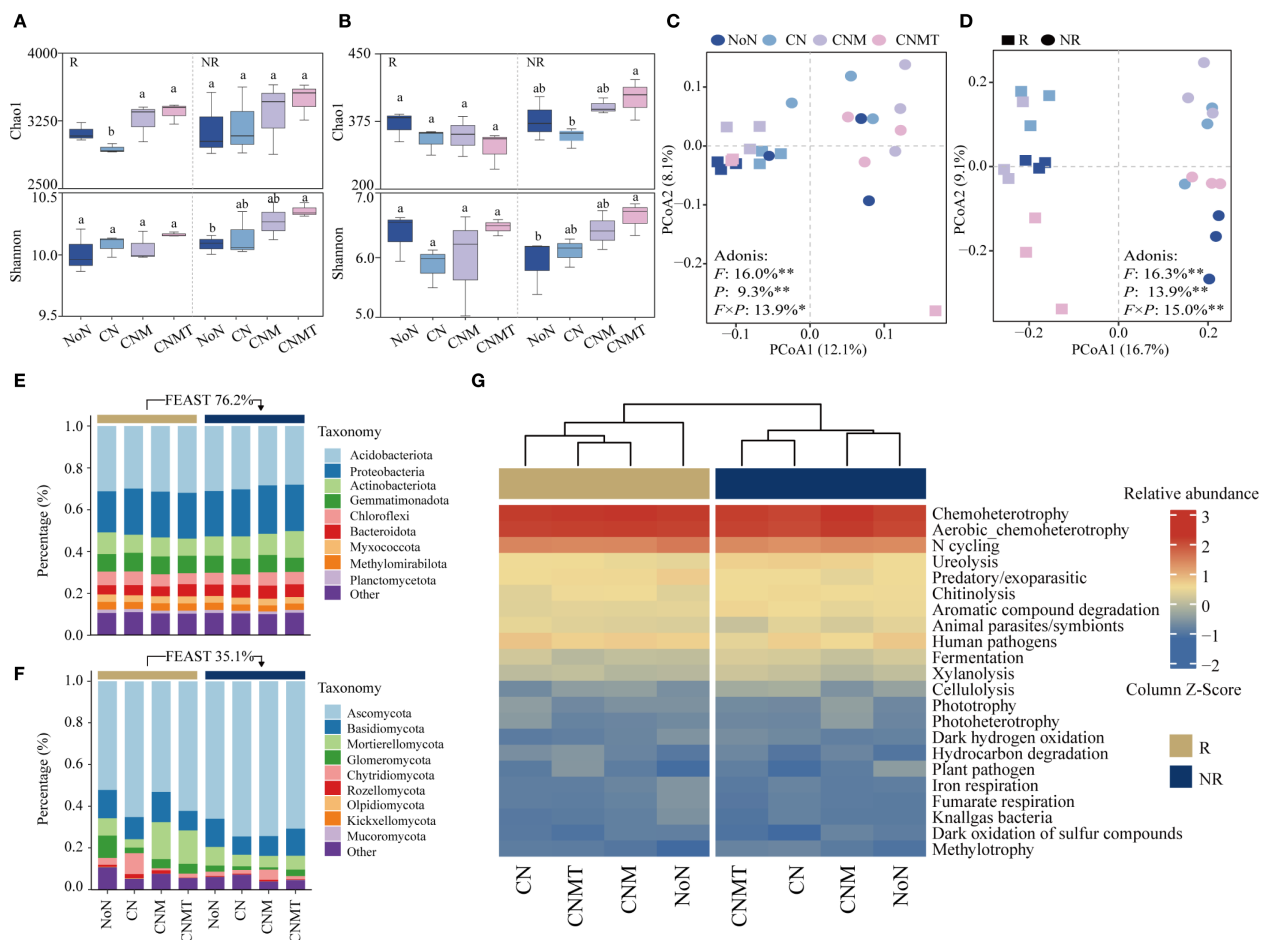 A
4000
3250
2500
Chao1
R
NR
a
b
a
a
a
a
a
a
10.5
10.0
9.5
Shannon
a
a
a
a
b
ab
ab
a
NoN
CN
CNM
CNMT
NoN
CN
CNM
CNMT
B
450
375
200
Chao1
R
NR
a
a
a
a
ab
b
ab
a
7.0
6.0
5.0
Shannon
a
a
a
a
b
ab
ab
a
NoN
CN
CNM
CNMT
NoN
CN
CNM
CNMT
C
NoN CN CNM CNMT
0.1
0.0
−0.1
−0.2
PCoA2 (8.1%)
Adonis:
F: 16.0%**
P: 9.3%**
F×P: 13.9%*
−0.1 0.0 0.1
PCoA1 (12.1%)
D
R NR
0.2
0.0
−0.2
PCoA2 (9.1%)
Adonis:
F: 16.3%**
P: 13.9%**
F×P: 15.0%**
−0.2 0.0 0.2
PCoA1 (16.7%)
E
FEAST 76.2%
1.0
0.8
0.6
0.4
0.2
0.0
Percentage (%)
Taxonomy
Acidobacteriota
Proteobacteria
Actinobacteriota
Gemmatimonadota
Chloroflexi
Bacteroidota
Myxococcota
Methylomirabilota
Planctomycetota
Other
F
FEAST 35.1%
1.0
0.8
0.6
0.4
0.2
0.0
Percentage (%)
Taxonomy
Ascomycota
Basidiomycota
Mortierellomycota
Glomeromycota
Chytridiomycota
Rozellomycota
Olpidiomycota
Kickxellomycota
Mucoromycota
Other
NoN
CN
CNM
CNMT
NoN
CN
CNM
CNMT
G
Chemoheterotrophy
Aerobic_chemoheterotrophy
N cycling
Ureolysis
Predatory/exoparasitic
Chitinolysis
Aromatic compound degradation
Animal parasites/symbionts
Human pathogens
Fermentation
Xylanolysis
Cellulolysis
Phototrophy
Photoheterotrophy
Dark hydrogen oxidation
Hydrocarbon degradation
Plant pathogen
Iron respiration
Fumarate respiration
Knallgas bacteria
Dark oxidation of sulfur compounds
Methylotrophy
CN
CNMT
CNM
NoN
CNMT
CN
CNM
NoN
Relative abundance
3
2
1
0
−1
−2
Column Z-Score
R
NR